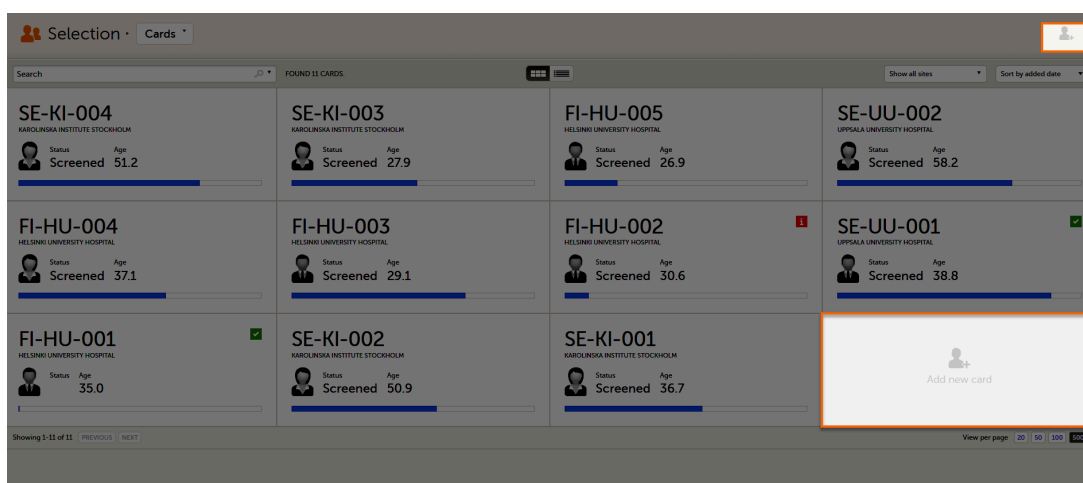 Selection · Cards
Search
FOUND 11 CARDS.
Show all sites
Sort by added date
SE-KI-004
KAROLINSKA INSTITUTE STOCKHOLM
Status Age
Screened 51.2
SE-KI-003
KAROLINSKA INSTITUTE STOCKHOLM
Status Age
Screened 27.9
FI-HU-005
HELSINKI UNIVERSITY HOSPITAL
Status Age
Screened 26.9
SE-UU-002
UPPSALA UNIVERSITY HOSPITAL
Status Age
Screened 58.2
FI-HU-004
HELSINKI UNIVERSITY HOSPITAL
Status Age
Screened 37.1
FI-HU-003
HELSINKI UNIVERSITY HOSPITAL
Status Age
Screened 29.1
FI-HU-002
HELSINKI UNIVERSITY HOSPITAL
Status Age
Screened 30.6
SE-UU-001
UPPSALA UNIVERSITY HOSPITAL
Status Age
Screened 38.8
FI-HU-001
HELSINKI UNIVERSITY HOSPITAL
Status Age
35.0
SE-KI-002
KAROLINSKA INSTITUTE STOCKHOLM
Status Age
Screened 50.9
SE-KI-001
KAROLINSKA INSTITUTE STOCKHOLM
Status Age
Screened 36.7
Add new card
Showing 1-11 of 11 PREVIOUS NEXT
View per page 20 50 100 500